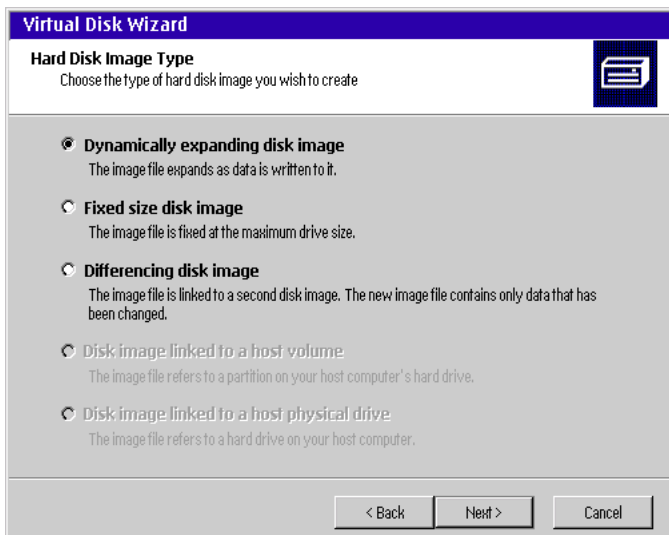 Virtual Disk Wizard
Hard Disk Image Type
Choose the type of hard disk image you wish to create
Dynamically expanding disk image
The image file expands as data is written to it.
Fixed size disk image
The image file is fixed at the maximum drive size.
Differencing disk image
The image file is linked to a second disk image. The new image file contains only data that has
been changed.
Disk image linked to a host volume
The image file refers to a partition on your host computer's hard drive.
Disk image linked to a host physical drive
The image file refers to a hard drive on your host computer.
< Back
Next >
Cancel